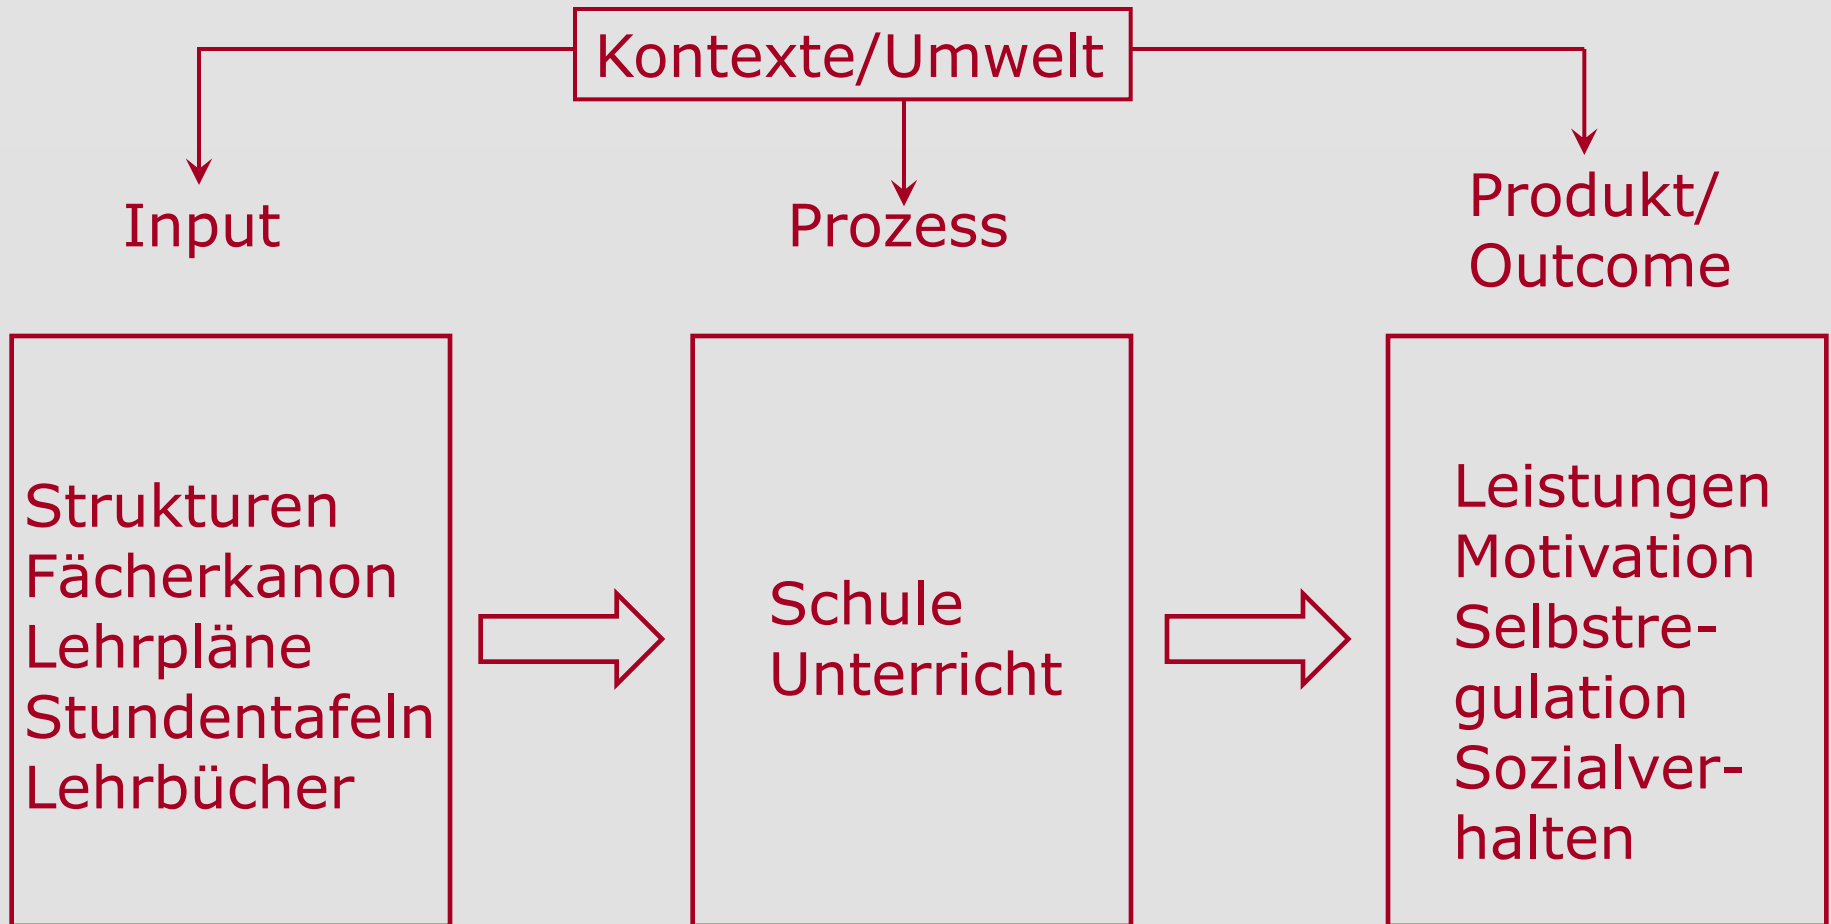 Kontexte/Umwelt
Input
Prozess
Produkt/
Outcome
Strukturen
Fächerkanon
Lehrpläne
Stundentafeln
Lehrbücher
Schule
Unterricht
Leistungen
Motivation
Selbstre-
gulation
Sozialver-
halten